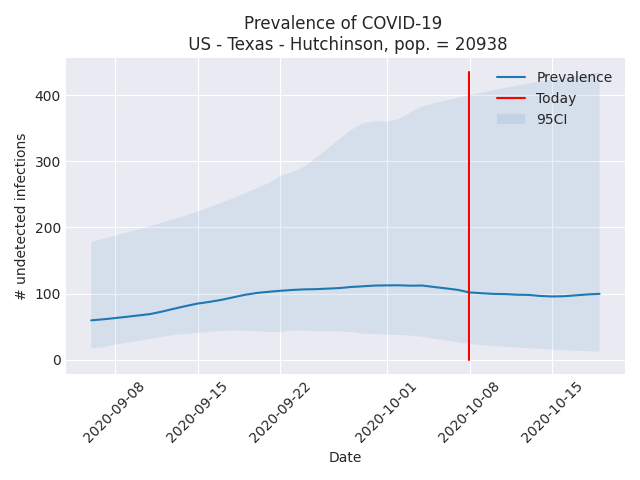 Prevalence of COVID-19
US - Texas - Hutchinson, pop. = 20938
# undetected infections
400
300
200
100
0
Prevalence
Today
95CI
2020-09-08
2020-09-15
2020-09-22
2020-10-01
2020-10-08
2020-10-15
Date